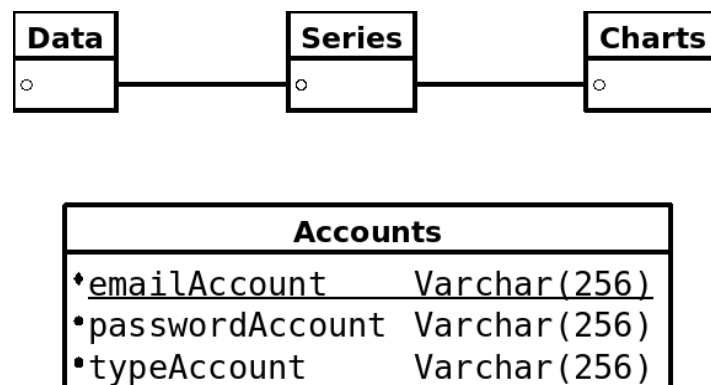 Data Series Charts
Accounts
emailAccount Varchar(256)
passwordAccount Varchar(256)
typeAccount Varchar(256)